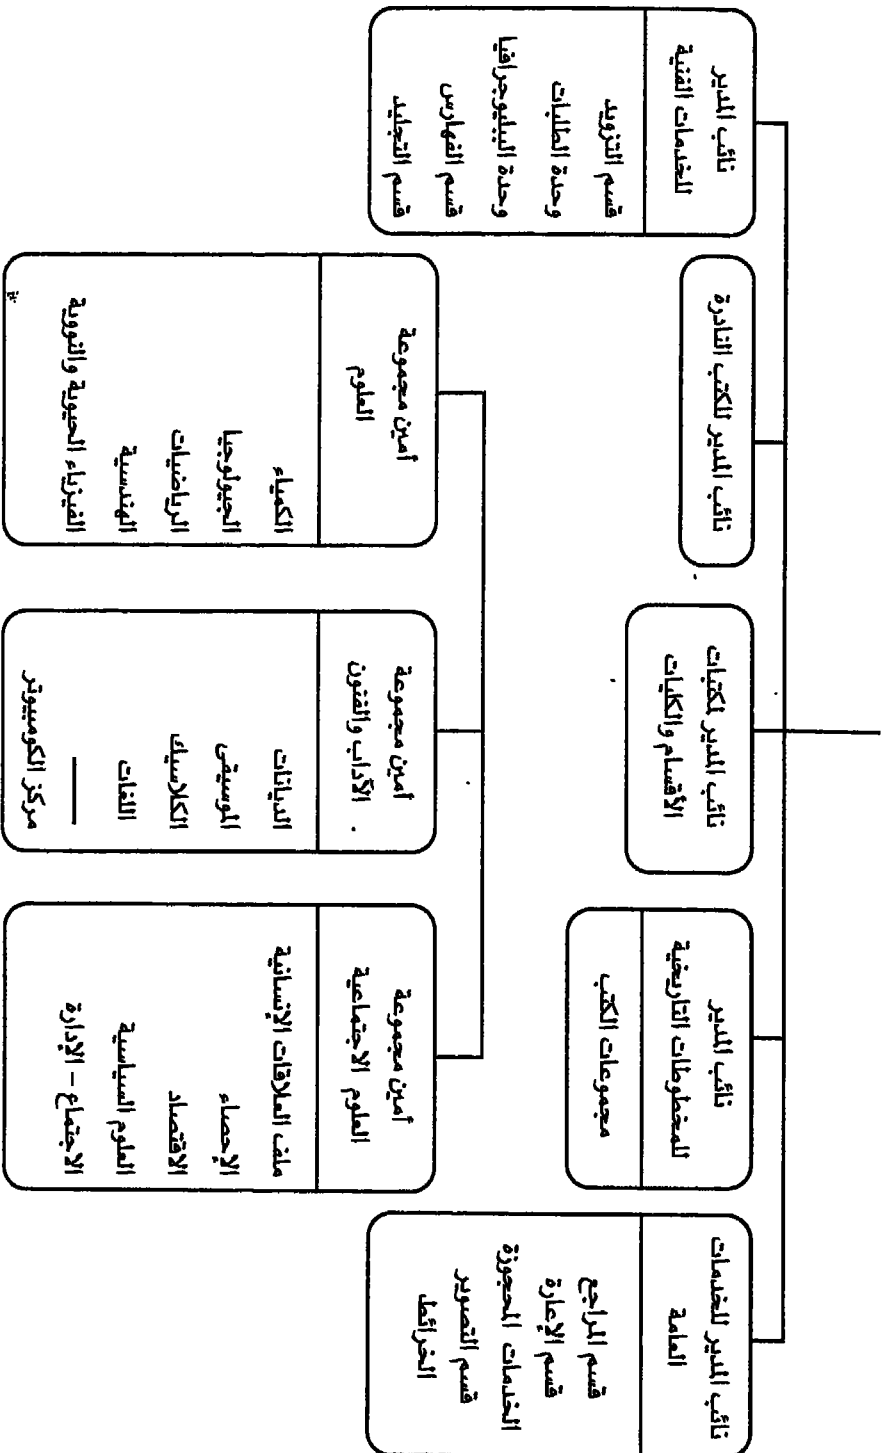 نائب المدير للخدمات
العامة
قسم المراجع
قسم الإعارة
الخدمات المحجوزة
قسم التصوير
الخرائط
نائب المدير
للمخطوطات التاريخية
مجموعات الكتب
نائب المدير لمكتبات
الأقسام والكليات
نائب المدير للكتب النادرة
نائب المدير
للخدمات الفنية
قسم التزويد
وحدة الطلبات
وحدة الببليوجرافيا
قسم الفهارس
قسم التجليد
أمين مجموعة
العلوم الاجتماعية
ملف العلاقات الإنسانية
الإحصاء
الاقتصاد
العلوم السياسية
الاجتماع – الإدارة
أمين مجموعة
الآداب والفنون
الديانات
الموسيقى
الكلاسيك
اللغات
مركز الكومبيوتر
أمين مجموعة
العلوم
الكمياء
الجيولوجيا
الرياضيات
الهندسية
الفيزياء الحيوية والنووية